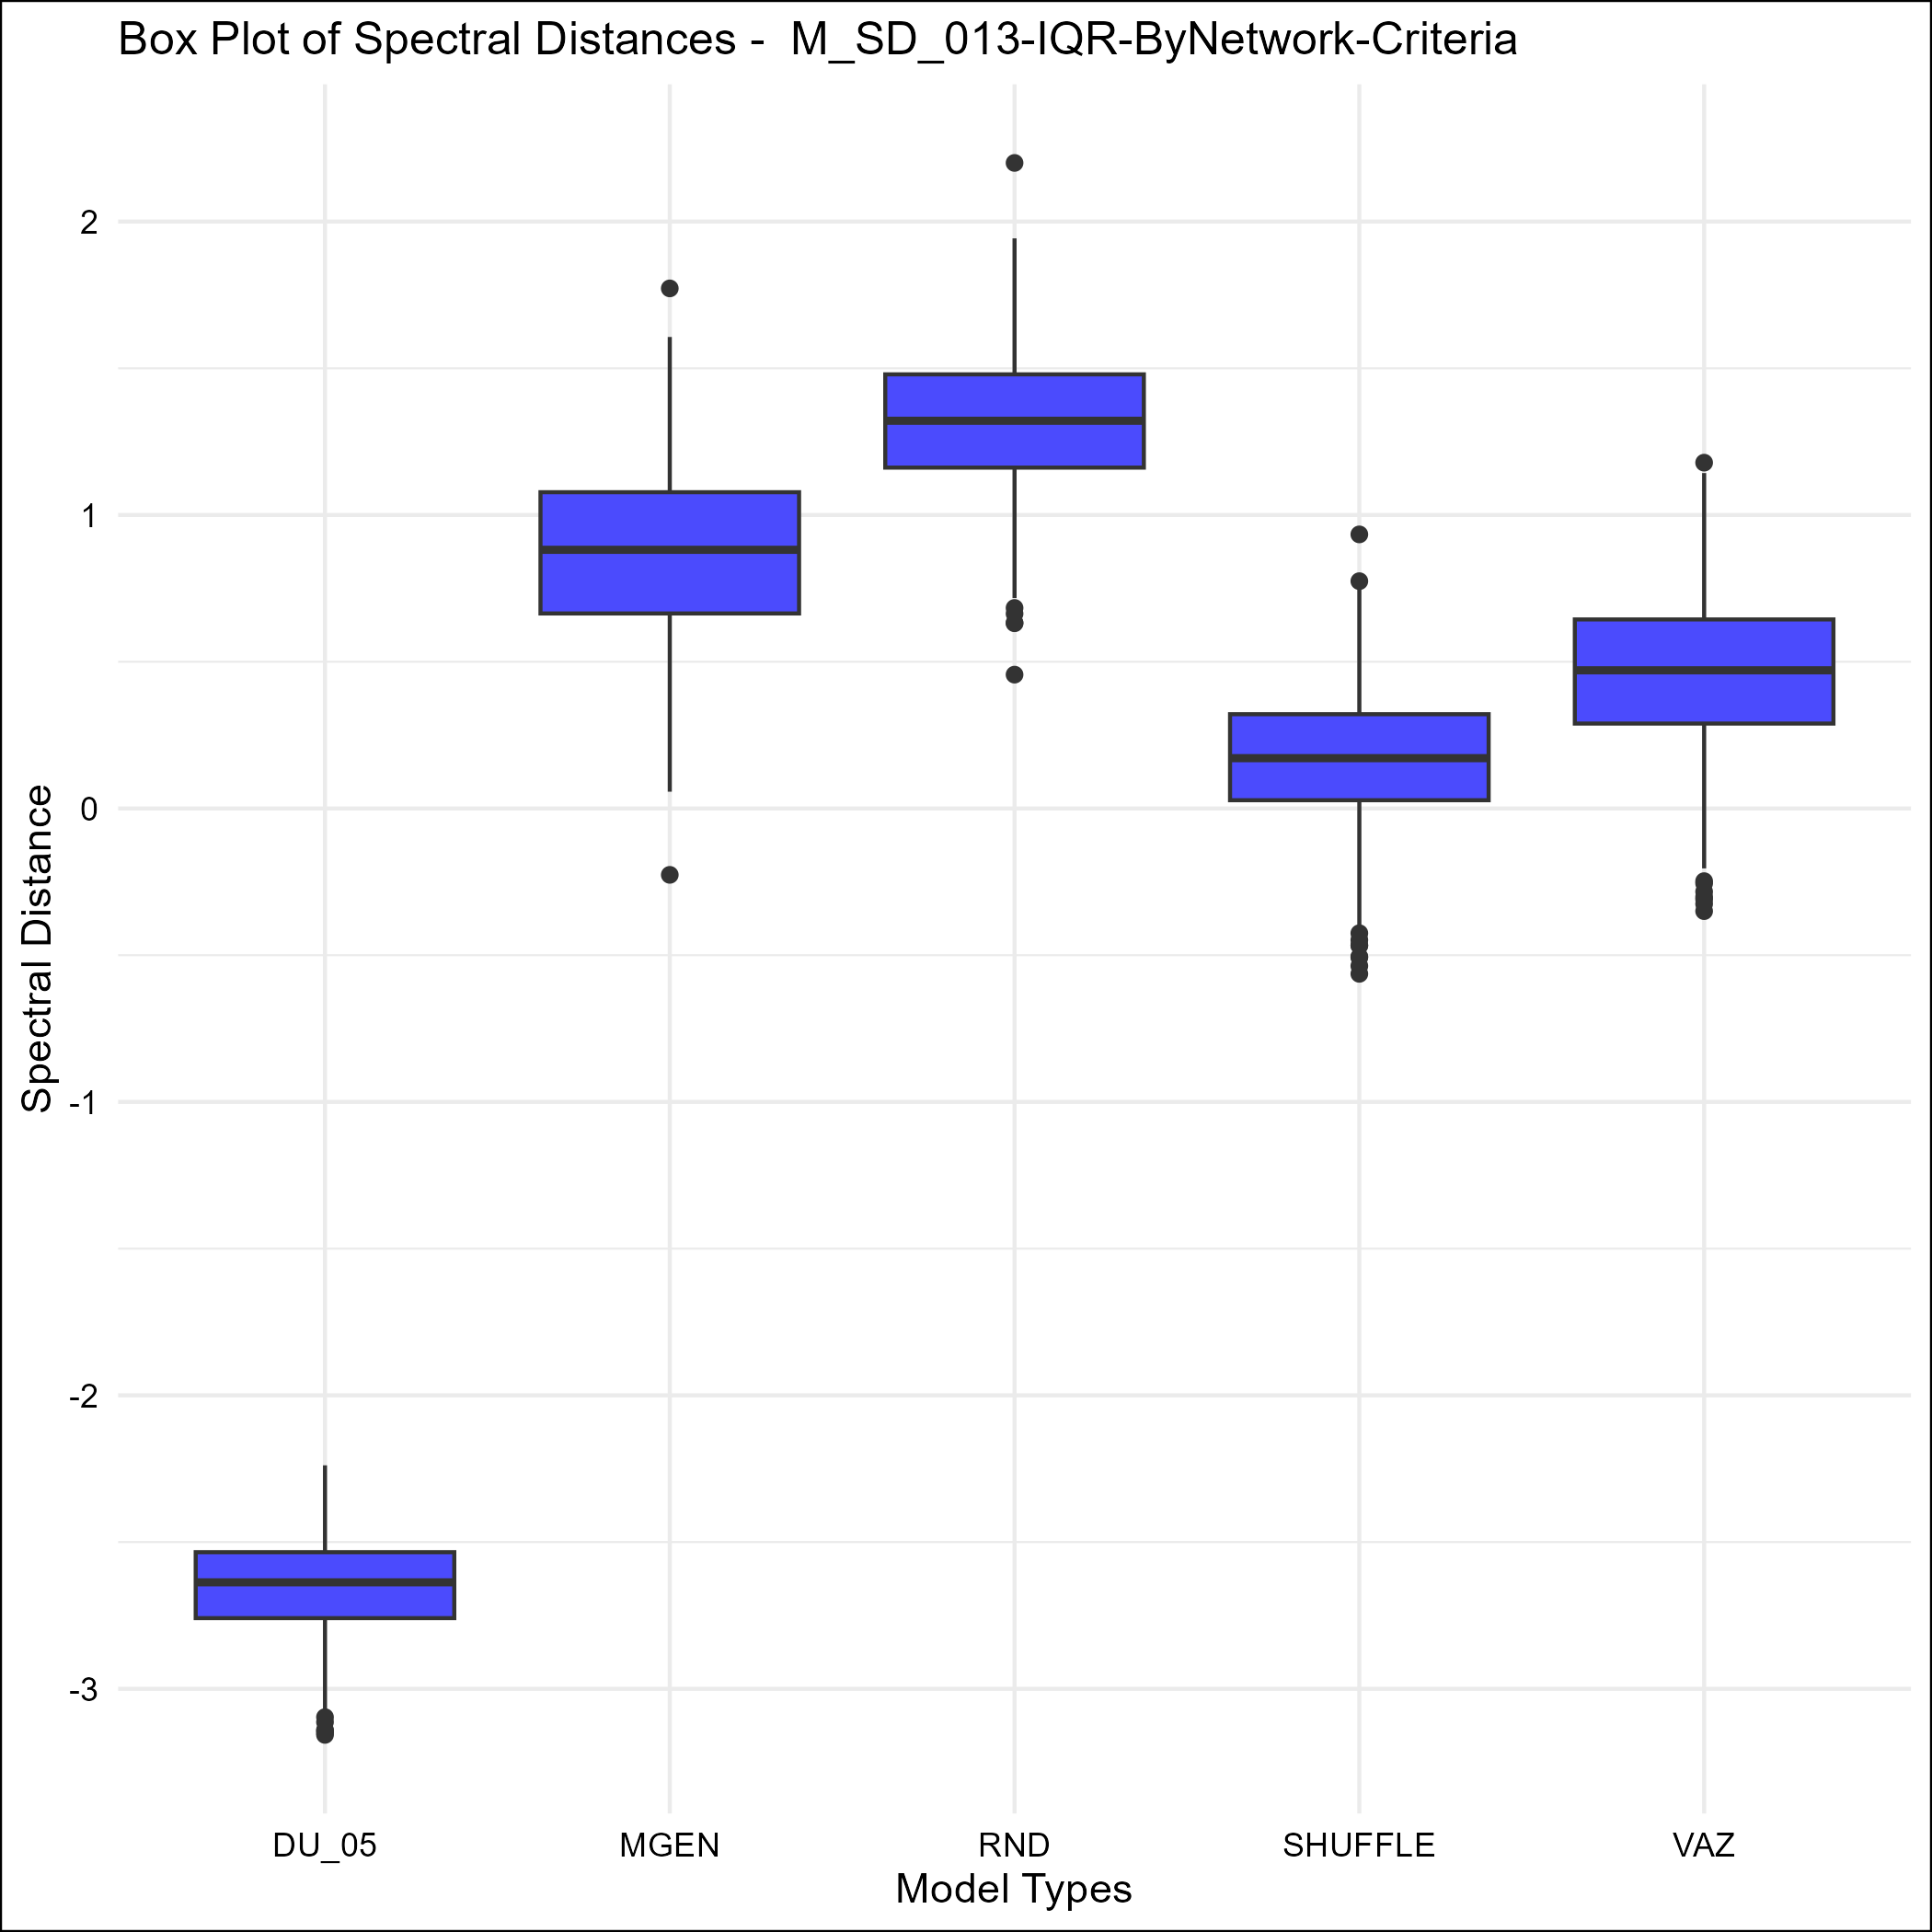 Box Plot of Spectral Distances -  M_SD_013-IQR-ByNetwork-Criteria
Spectral Distance
2
1
0
-1
-2
-3
DU_05 MGEN RND SHUFFLE VAZ
Model Types